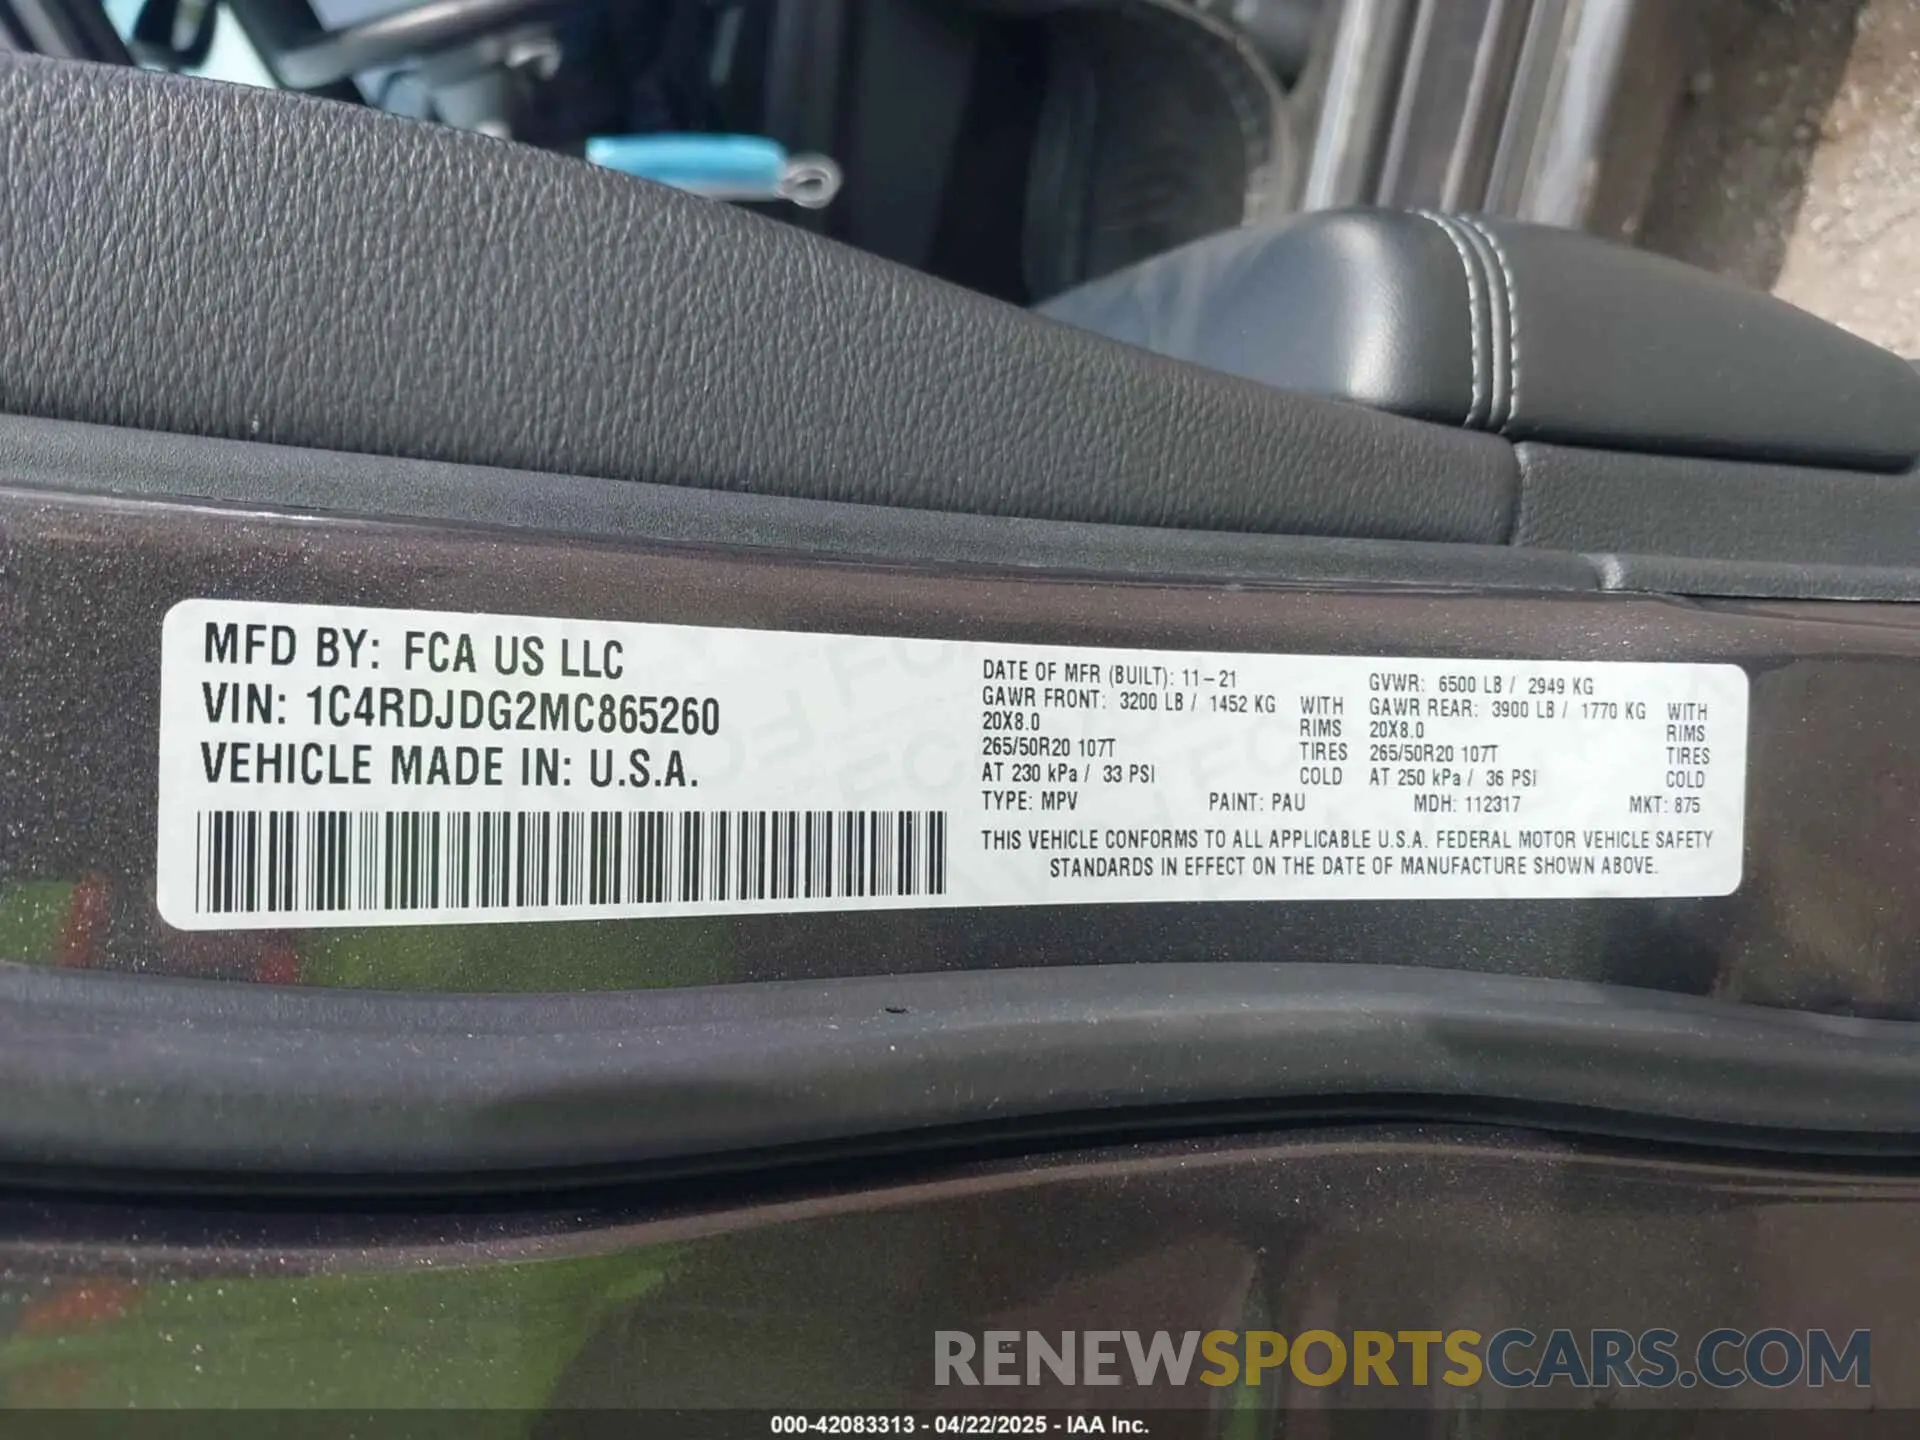 MFD BY: FCA US LLC
VIN: 1C4RDJDG2MC865260
VEHICLE MADE IN: U.S.A.
DATE OF MFR (BUILT): 11-21 GVWR: 6500 LB / 2949 KG
GAWR FRONT: 3200 LB / 1452 KG WITH GAWR REAR: 3900 LB / 1770 KG WITH
20X8.0 RIMS 20X8.0 RIMS
265/50R20 107T TIRES 265/50R20 107T TIRES
AT 230 kPa / 33 PSI COLD AT 250 kPa / 36 PSI COLD
TYPE: MPV PAINT: PAU MDH: 112317 MKT: 875
THIS VEHICLE CONFORMS TO ALL APPLICABLE U.S.A. FEDERAL MOTOR VEHICLE SAFETY
STANDARDS IN EFFECT ON THE DATE OF MANUFACTURE SHOWN ABOVE.
RENEWSPORTSCARS.COM
000-42083313 - 04/22/2025 - IAA Inc.